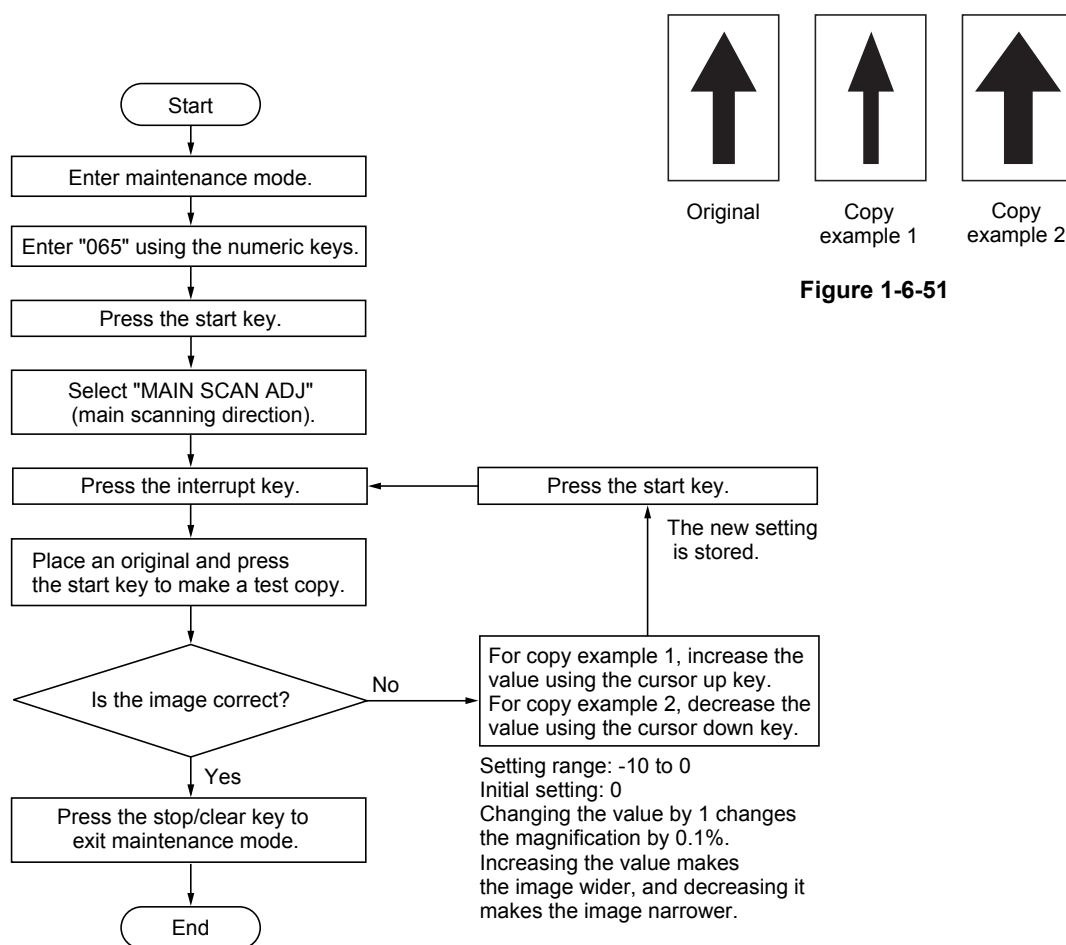 Start
Enter maintenance mode.
Enter "065" using the numeric keys.
Press the start key.
Select "MAIN SCAN ADJ"
(main scanning direction).
Press the interrupt key.
Place an original and press
the start key to make a test copy.
Is the image correct?
No
Yes
Press the stop/clear key to
exit maintenance mode.
End
Press the start key.
The new setting
is stored.
For copy example 1, increase the
value using the cursor up key.
For copy example 2, decrease the
value using the cursor down key.
Setting range: -10 to 0
Initial setting: 0
Changing the value by 1 changes
the magnification by 0.1%.
Increasing the value makes
the image wider, and decreasing it
makes the image narrower.
Original
Copy
example 1
Copy
example 2
Figure 1-6-51